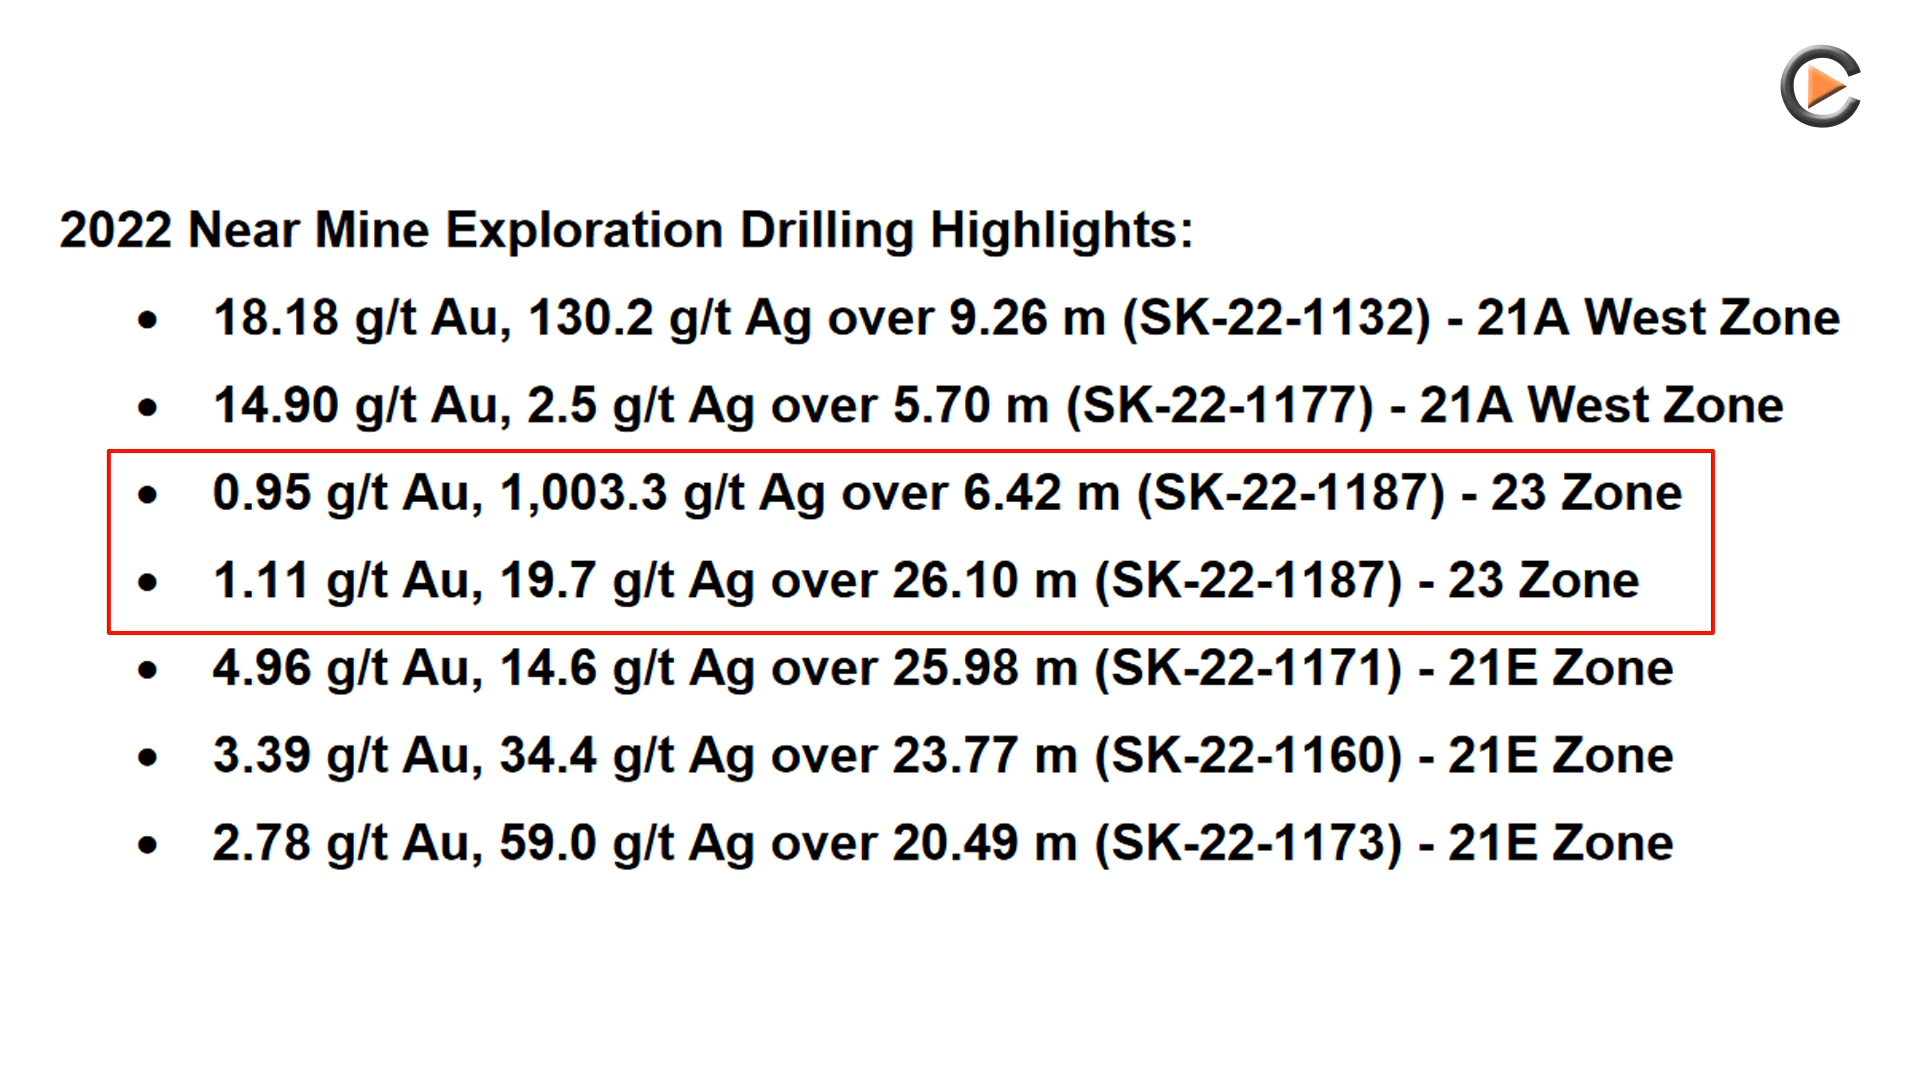 2022 Near Mine Exploration Drilling Highlights:
• 18.18 g/t Au, 130.2 g/t Ag over 9.26 m (SK-22-1132) - 21A West Zone
• 14.90 g/t Au, 2.5 g/t Ag over 5.70 m (SK-22-1177) - 21A West Zone
• 0.95 g/t Au, 1,003.3 g/t Ag over 6.42 m (SK-22-1187) - 23 Zone
• 1.11 g/t Au, 19.7 g/t Ag over 26.10 m (SK-22-1187) - 23 Zone
• 4.96 g/t Au, 14.6 g/t Ag over 25.98 m (SK-22-1171) - 21E Zone
• 3.39 g/t Au, 34.4 g/t Ag over 23.77 m (SK-22-1160) - 21E Zone
• 2.78 g/t Au, 59.0 g/t Ag over 20.49 m (SK-22-1173) - 21E Zone